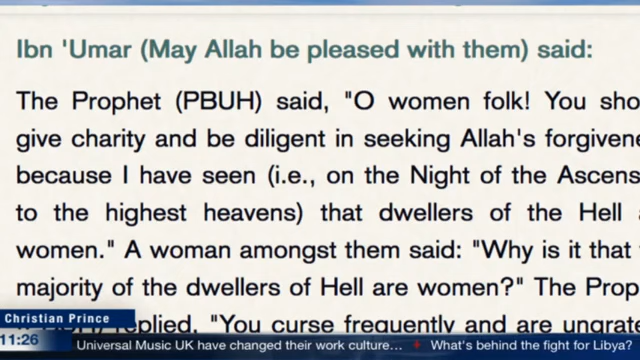 Ibn 'Umar (May Allah be pleased with them) said:
The Prophet (PBUH) said, "O women folk! You sho
give charity and be diligent in seeking Allah's forgivene
because I have seen (i.e., on the Night of the Ascens
to the highest heavens) that dwellers of the Hell
women." A woman amongst them said: "Why is it that
majority of the dwellers of Hell are women?" The Prop
replied, "You curse frequently and are ungrate
Christian Prince
11:26
Universal Music UK have changed their work culture... What's behind the fight for Libya?